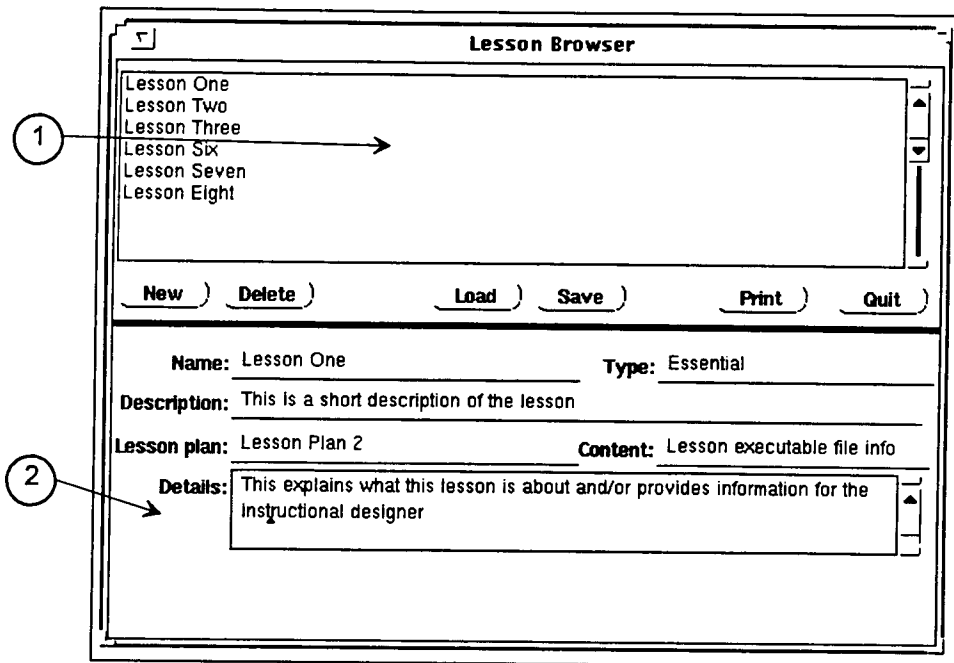 Lesson Browser
Lesson One
Lesson Two
1
Lesson Three
Lesson Six
Lesson Seven
Lesson Eight
New Delete Load Save Print Quit
Name: Lesson One Type: Essential
Description: This is a short description of the lesson
Lesson plan: Lesson Plan 2 Content: Lesson executable file info
2
Details: This explains what this lesson is about and/or provides information for the
instructional designer